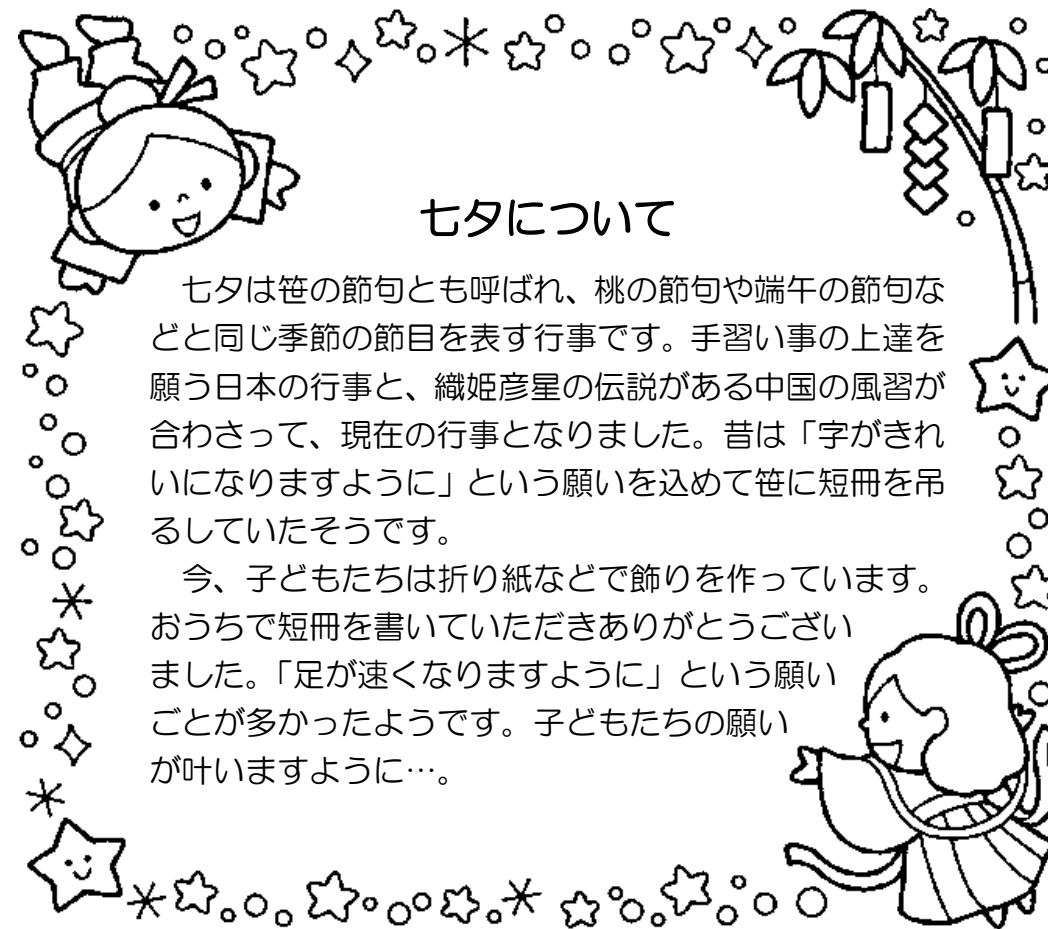 七夕について
　七夕は笹の節句とも呼ばれ、桃の節句や端午の節句な
どと同じ季節の節目を表す行事です。手習い事の上達を
願う日本の行事と、織姫彦星の伝説がある中国の風習が
合わさって、現在の行事となりました。昔は「字がきれ
いになりますように」という願いを込めて笹に短冊を吊
るしていたそうです。
　今、子どもたちは折り紙などで飾りを作っています。
おうちで短冊を書いていただきありがとうござい
ました。「足が速くなりますように」という願い
ごとが多かったようです。子どもたちの願い
が叶いますように…。